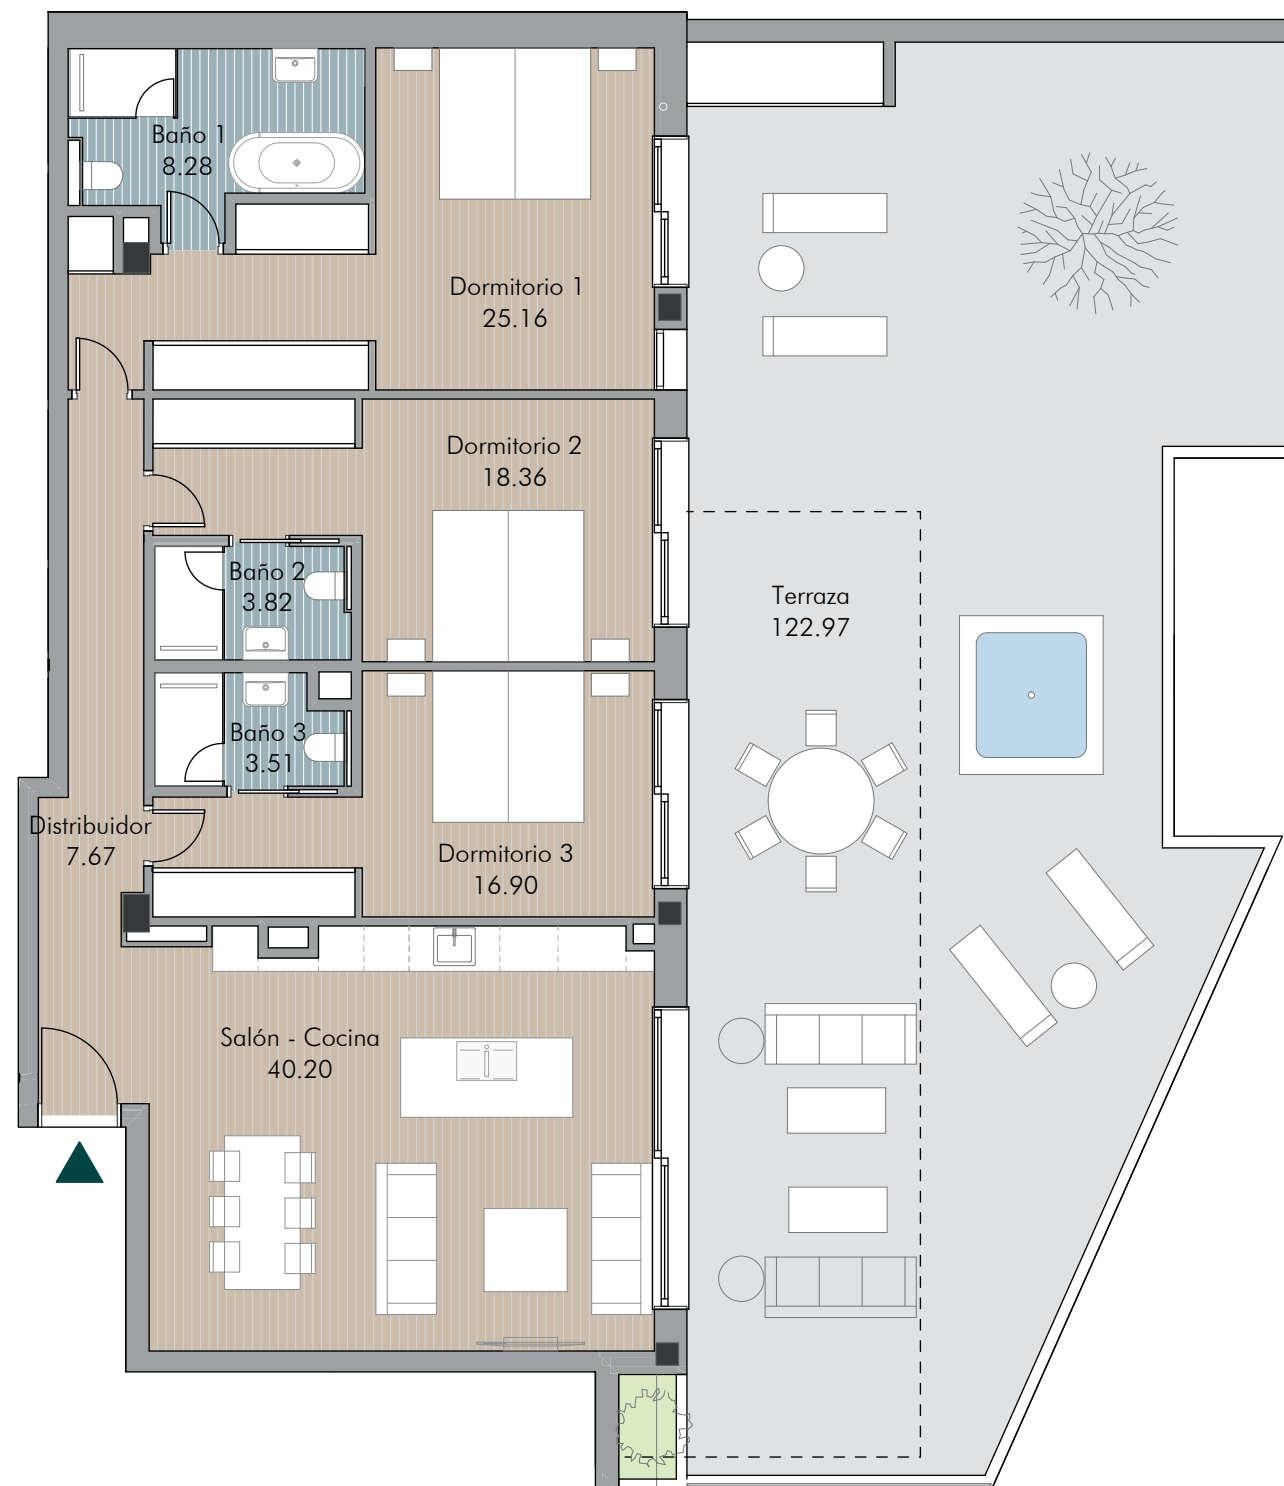 Baño 1
8.28
Dormitorio 1
25.16
Dormitorio 2
18.36
Baño 2
3.82
Terraza
122.97
Baño 3
3.51
Distribuidor
7.67
Dormitorio 3
16.90
Salón - Cocina
40.20